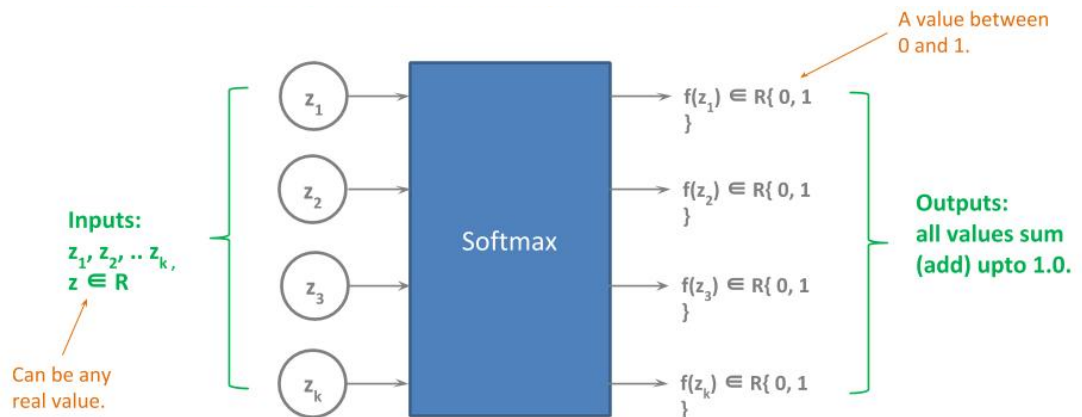 A value between
0 and 1.
z1
f(z1) ∈ R{ 0, 1
}
z2
f(z2) ∈ R{ 0, 1
}
Inputs:
z1, z2, .. zk ,
z ∈ R
Softmax
Outputs:
all values sum
(add) upto 1.0.
z3
f(z3) ∈ R{ 0, 1
}
Can be any
real value.
zk
f(zk) ∈ R{ 0, 1
}